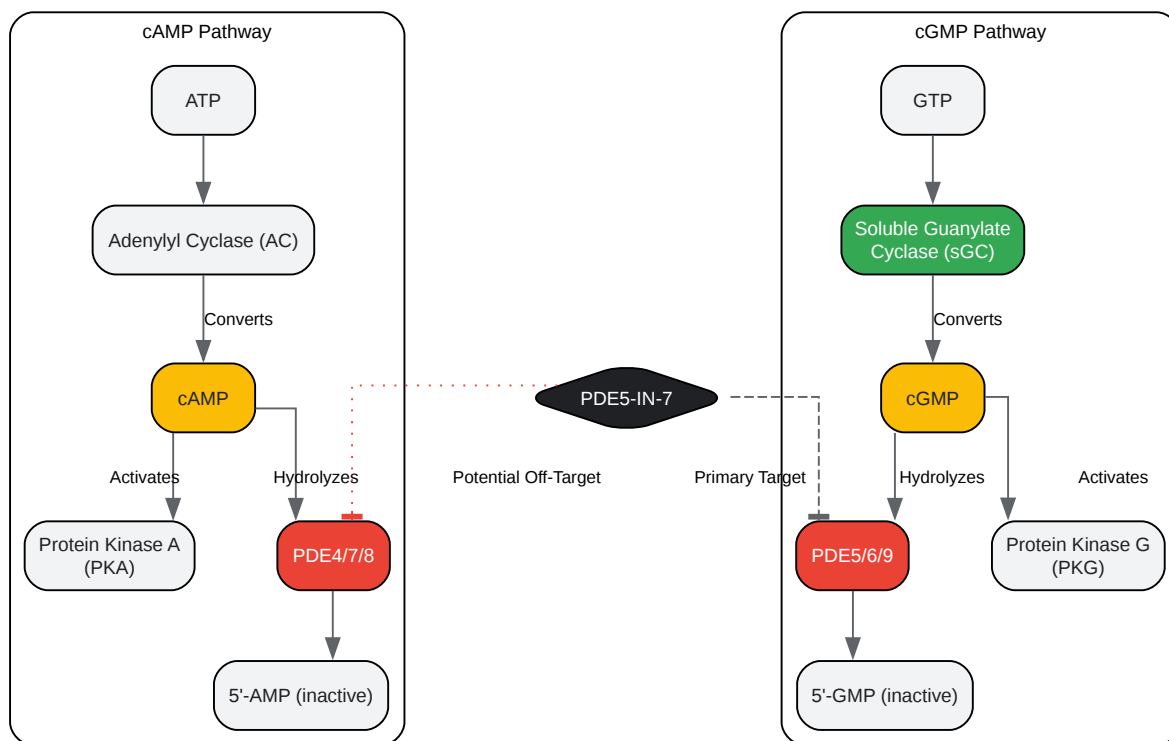 cAMP Pathway
ATP
Adenylyl Cyclase (AC)
Converts
cAMP
Activates
Hydrolyzes
Protein Kinase A
(PKA)
PDE4/7/8
5'-AMP (inactive)
PDE5-IN-7
Potential Off-Target
Primary Target
cGMP Pathway
GTP
Soluble Guanylate
Cyclase (sGC)
Converts
cGMP
Hydrolyzes
Activates
PDE5/6/9
Protein Kinase G
(PKG)
5'-GMP (inactive)